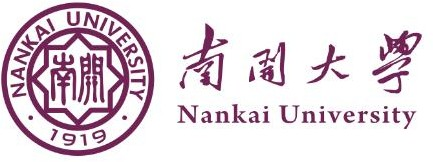 NANKAI UNIVERSITY
南開
· 1919 ·
南開大學
Nankai University